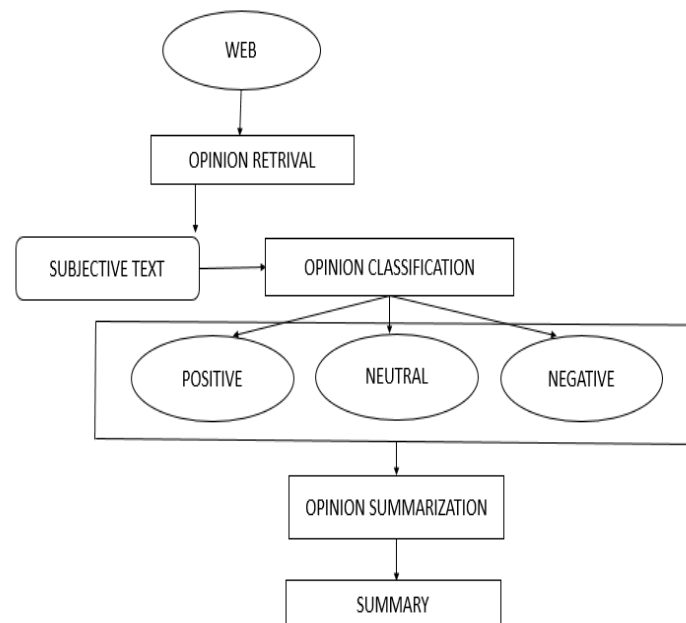 WEB
OPINION RETRIVAL
SUBJECTIVE TEXT
OPINION CLASSIFICATION
POSITIVE
NEUTRAL
NEGATIVE
OPINION SUMMARIZATION
SUMMARY